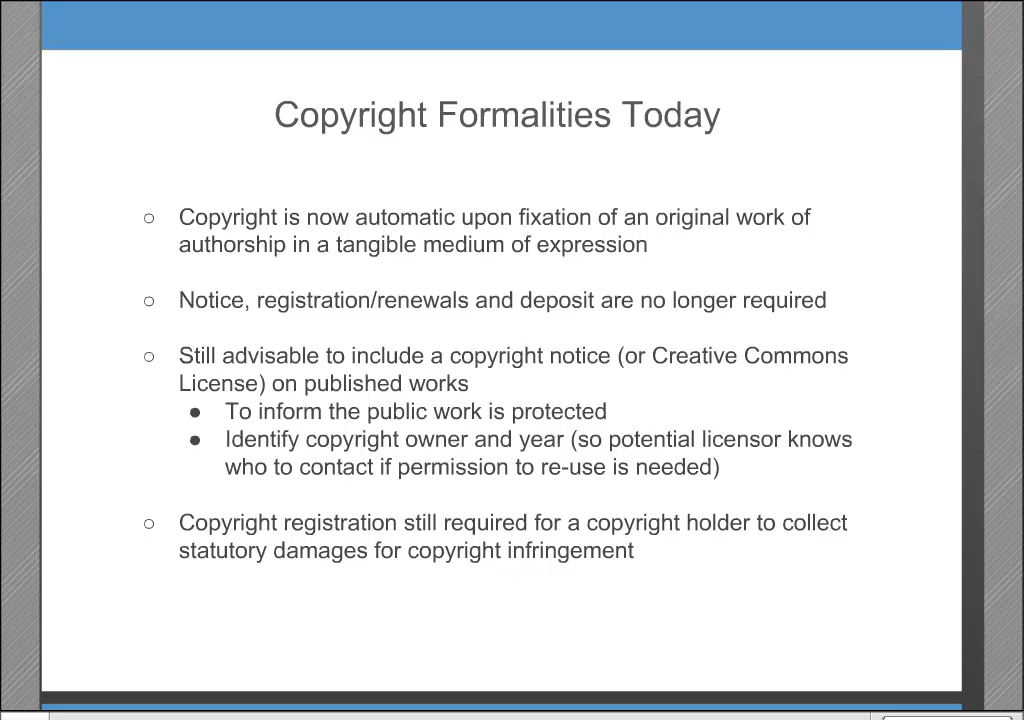 Copyright Formalities Today
○ Copyright is now automatic upon fixation of an original work of
authorship in a tangible medium of expression
○ Notice, registration/renewals and deposit are no longer required
○ Still advisable to include a copyright notice (or Creative Commons
License) on published works
● To inform the public work is protected
● Identify copyright owner and year (so potential licensor knows
who to contact if permission to re-use is needed)
○ Copyright registration still required for a copyright holder to collect
statutory damages for copyright infringement